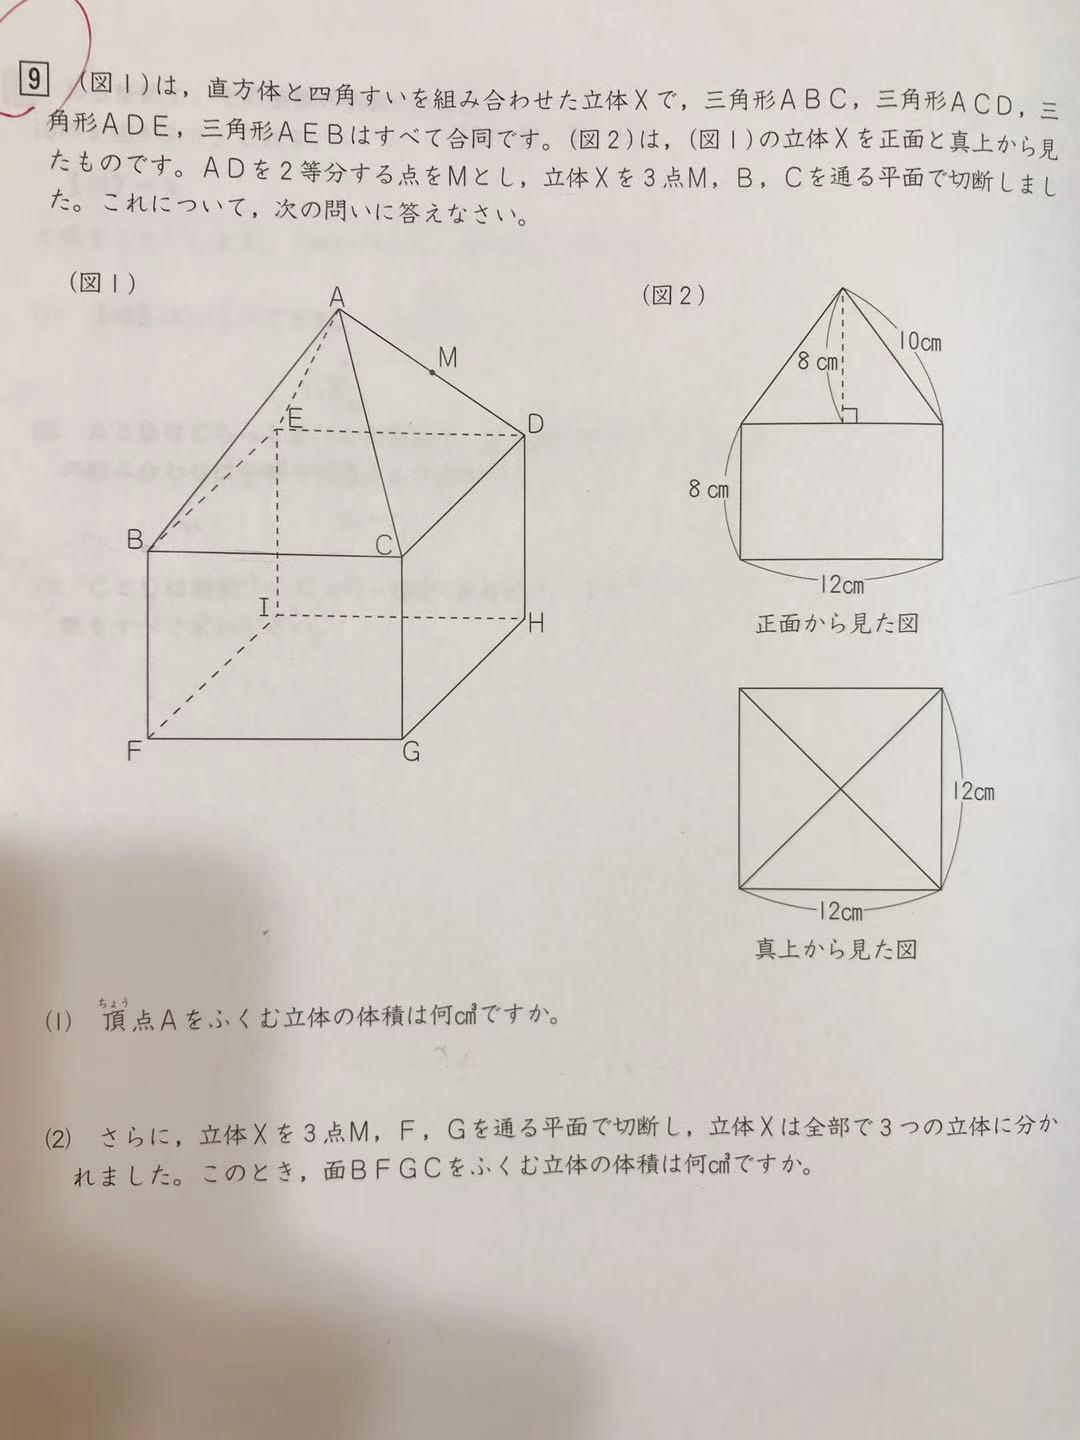 9 (図1)は，直方体と四角すいを組み合わせた立体Xで，三角形ABC，三角形ACD，三
角形ADE，三角形AEBはすべて合同です。(図2)は，(図1)の立体Xを正面と真上から見
たものです。ADを2等分する点をMとし，立体Xを3点M，B，Cを通る平面で切断しまし
た。これについて，次の問いに答えなさい。
(図1)
A
M
E
D
B
C
I
H
F
G
(図2)
10cm
8cm
8cm
12cm
正面から見た図
12cm
12cm
真上から見た図
ちょう
(1) 頂点Aをふくむ立体の体積は何cm³ですか。
(2) さらに，立体Xを3点M，F，Gを通る平面で切断し，立体Xは全部で3つの立体に分か
れました。このとき，面BFGCをふくむ立体の体積は何cm³ですか。